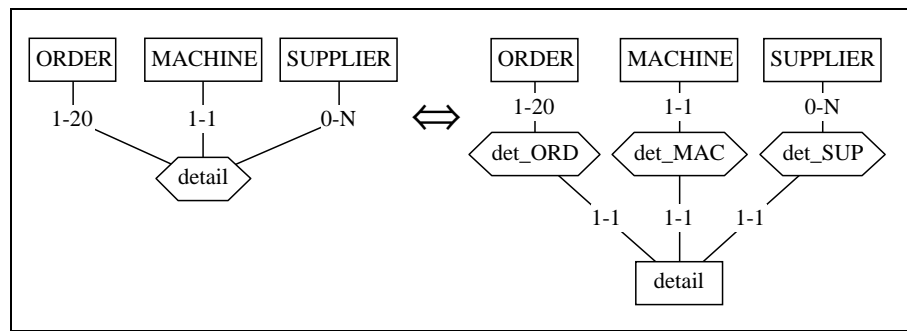 ORDER MACHINE SUPPLIER
1-20 1-1 0-N
detail
⇔
ORDER MACHINE SUPPLIER
1-20 1-1 0-N
det_ORD det_MAC det_SUP
1-1 1-1 1-1
detail